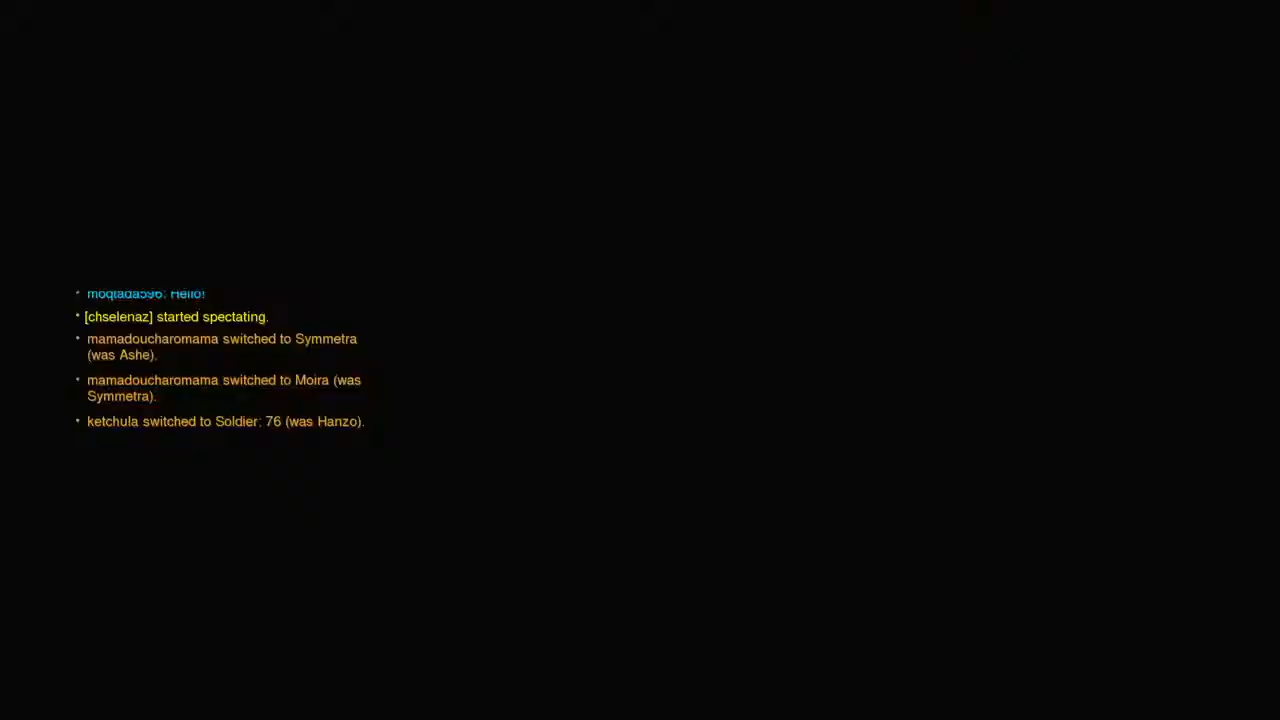 moqtada596: Hello!
[chselenaz] started spectating.
mamadoucharomama switched to Symmetra
(was Ashe).
mamadoucharomama switched to Moira (was
Symmetra).
ketchula switched to Soldier: 76 (was Hanzo).